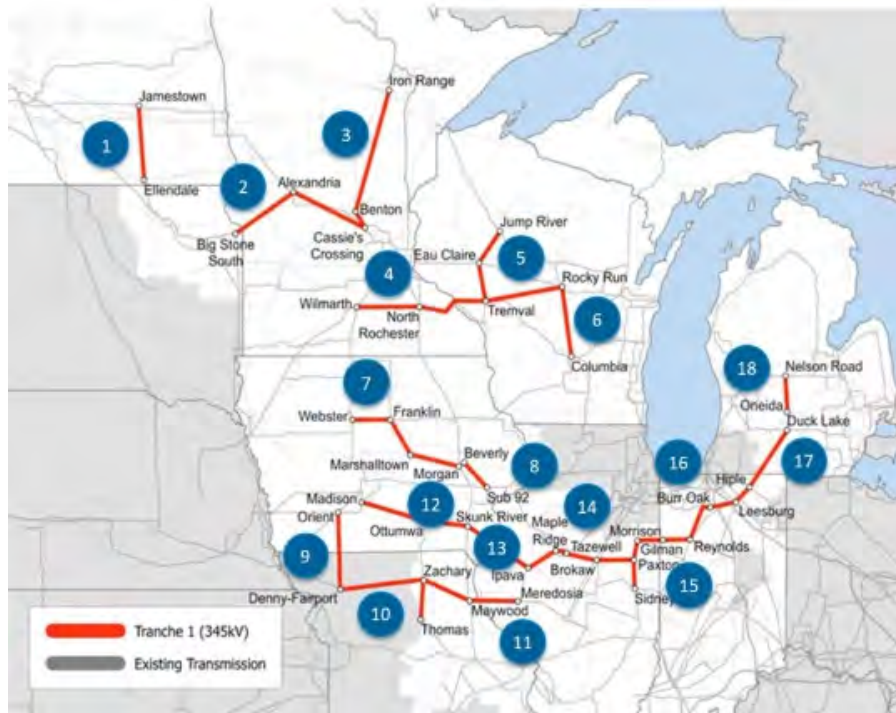 Iron Range
Jamestown
3
1
2
Ellendale
Alexandria
Benton
Big Stone
South
Cassie's
Crossing
Jump River
Eau Claire
5
Rocky Run
4
Wilmarth
North
Rochester
Tremval
6
Columbia
18
Nelson Road
Oneida
Duck Lake
7
Webster
Franklin
Marshalltown
Morgan
Beverly
8
Sub 92
16
17
Hiple
Burr Oak
Leesburg
Madison
Orient
12
Ottumwa
Skunk River
14
13
Maple
Ridge
Tazewell
Morrison
Gilman
Reynolds
Ipava
Brokaw
Paxton
15
Sidney
9
Denny-Fairport
Zachary
10
Thomas
Maywood
Meredosia
11
Tranche 1 (345kV)
Existing Transmission